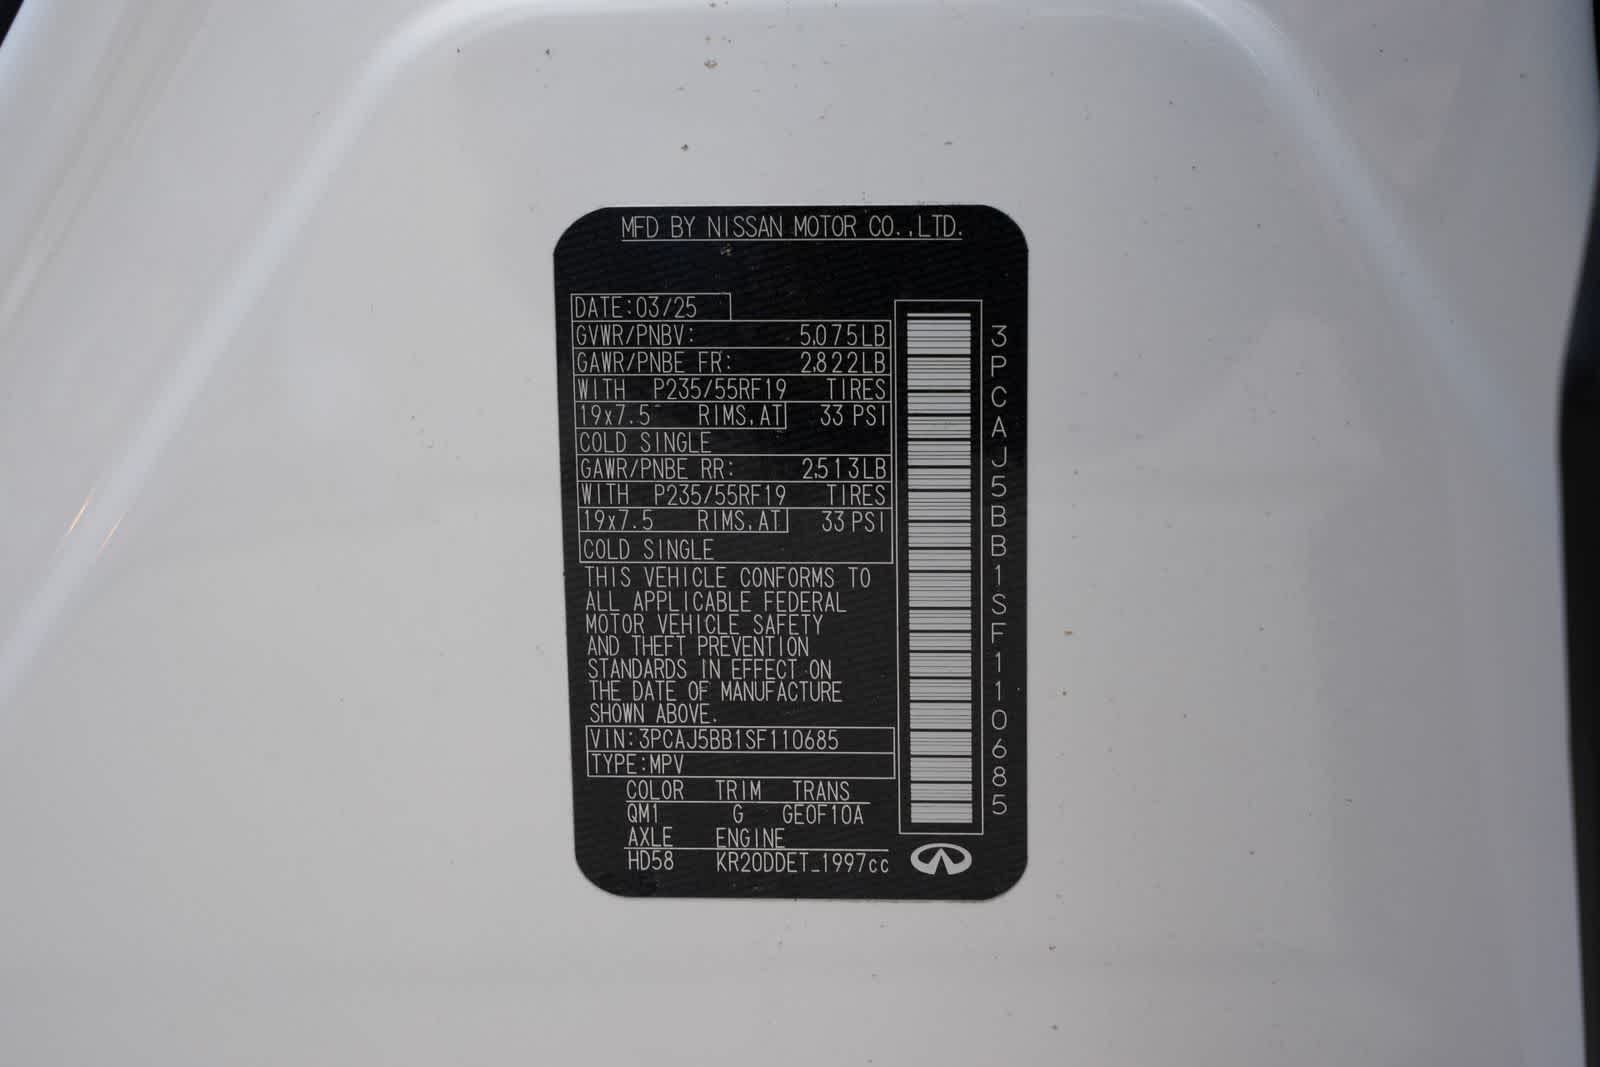 MFD BY NISSAN MOTOR CO.,LTD.
DATE:03/25
GVWR/PNBV: 5,075LB
GAWR/PNBE FR: 2,822LB
WITH P235/55RF19 TIRES
19x7.5 RIMS,AT 33 PSI
COLD SINGLE
GAWR/PNBE RR: 2,513LB
WITH P235/55RF19 TIRES
19x7.5 RIMS,AT 33 PSI
COLD SINGLE
THIS VEHICLE CONFORMS TO
ALL APPLICABLE FEDERAL
MOTOR VEHICLE SAFETY
AND THEFT PREVENTION
STANDARDS IN EFFECT ON
THE DATE OF MANUFACTURE
SHOWN ABOVE.
VIN:3PCAJ5BB1SF110685
TYPE:MPV
COLOR TRIM TRANS
QM1 G GE0F10A
AXLE ENGINE
HD58 KR20DDET_1997cc
3PCAJ5BB1SF110685